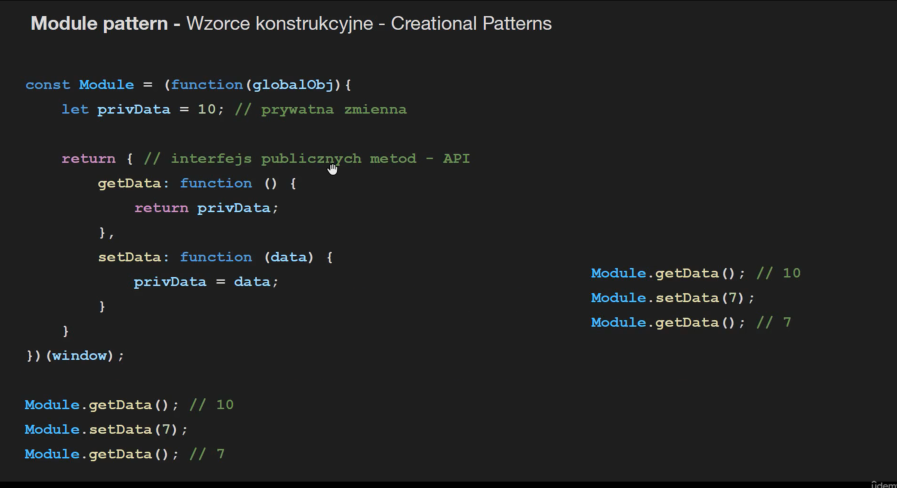 Module pattern - Wzorce konstrukcyjne - Creational Patterns
const Module = (function(globalObj){
    let privData = 10; // prywatna zmienna
    return { // interfejs publicznych metod - API
        getData: function () {
            return privData;
        },
        setData: function (data) {
            privData = data;
        }
    }
})(window);
Module.getData(); // 10
Module.setData(7);
Module.getData(); // 7
Module.getData(); // 10
Module.setData(7);
Module.getData(); // 7